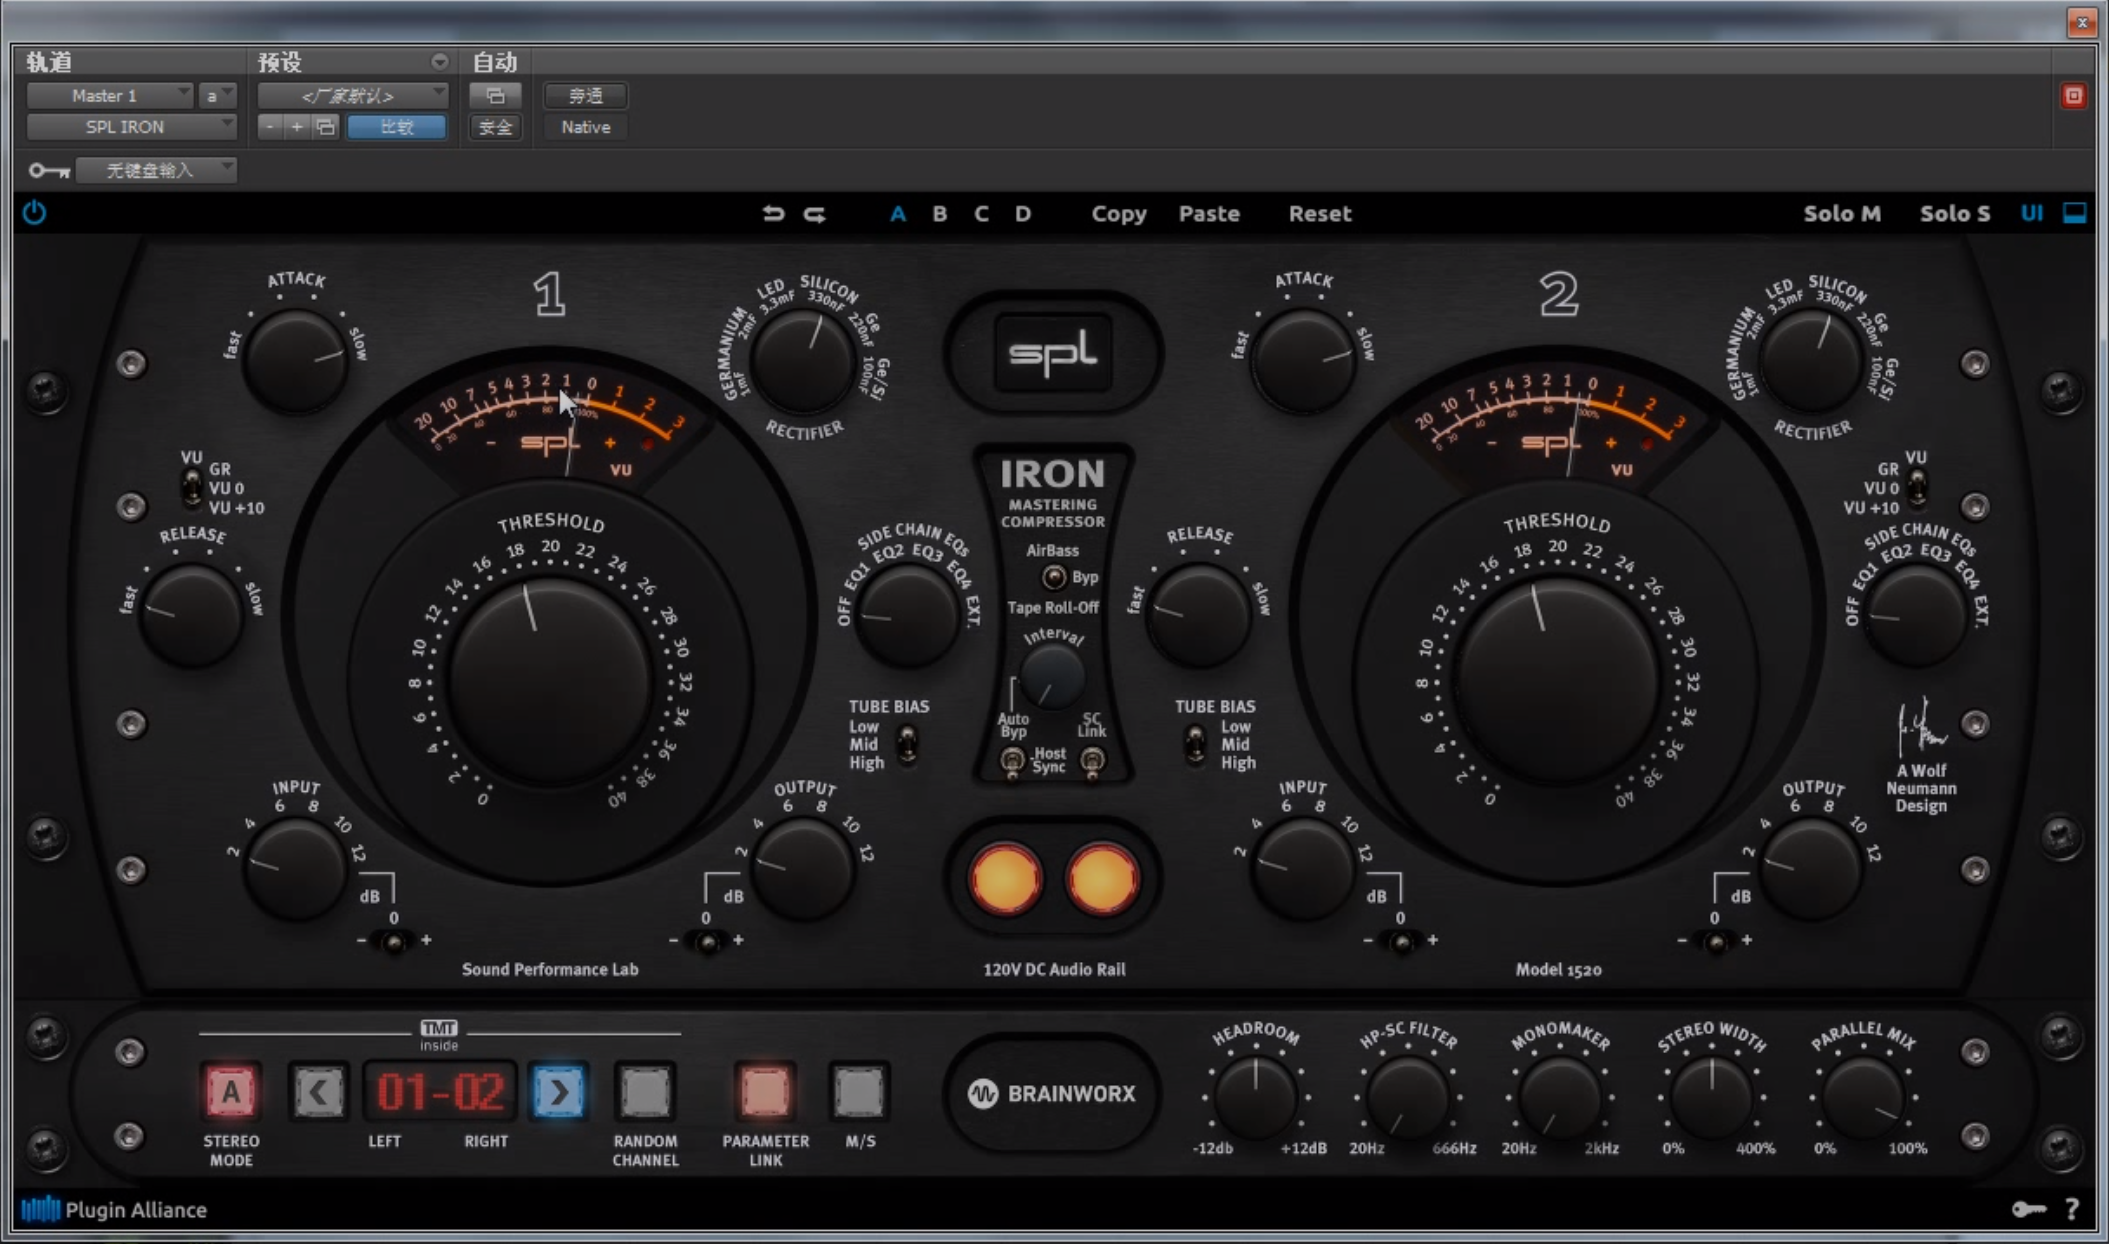 轨道 预设 自动
Master 1 a <厂家默认> 旁通
SPL IRON - + 比较 安全 Native
无键盘输入
A B C D Copy Paste Reset Solo M Solo S UI
ATTACK
fast slow
1
GERMANIUM LED SILICON Ge Ge/Si
1mF 2mF 3.3mF 330nF 220nF 100nF
RECTIFIER
spl
ATTACK
fast slow
2
GERMANIUM LED SILICON Ge Ge/Si
1mF 2mF 3.3mF 330nF 220nF 100nF
RECTIFIER
20 10 7 5 4 3 2 1 0 1 2 3
0 20 40 60 80 100%
- spl +
VU
20 10 7 5 4 3 2 1 0 1 2 3
0 20 40 60 80 100%
- spl +
VU
VU
GR
VU 0
VU +10
RELEASE
fast slow
THRESHOLD
0 2 4 6 8 10 12 14 16 18 20 22 24 26 28 30 32 34 36 38 40
SIDE CHAIN EQs
OFF EQ1 EQ2 EQ3 EQ4 EXT.
IRON
MASTERING
COMPRESSOR
AirBass
Byp
Tape Roll-Off
Interval
Auto Byp
SC Link
Host Sync
RELEASE
fast slow
THRESHOLD
0 2 4 6 8 10 12 14 16 18 20 22 24 26 28 30 32 34 36 38 40
VU
GR
VU 0
VU +10
SIDE CHAIN EQs
OFF EQ1 EQ2 EQ3 EQ4 EXT.
TUBE BIAS
Low
Mid
High
TUBE BIAS
Low
Mid
High
A Wolf
Neumann
Design
INPUT
2 4 6 8 10 12
dB
0
- +
OUTPUT
2 4 6 8 10 12
dB
0
- +
INPUT
2 4 6 8 10 12
dB
0
- +
OUTPUT
2 4 6 8 10 12
dB
0
- +
Sound Performance Lab 120V DC Audio Rail Model 1520
TMT
inside
A 01-02
LEFT RIGHT
STEREO MODE
RANDOM CHANNEL
PARAMETER LINK
M/S
BRAINWORX
HEADROOM HP-SC FILTER MONOMAKER STEREO WIDTH PARALLEL MIX
-12db +12dB 20Hz 666Hz 20Hz 2kHz 0% 400% 0% 100%
Plugin Alliance ?